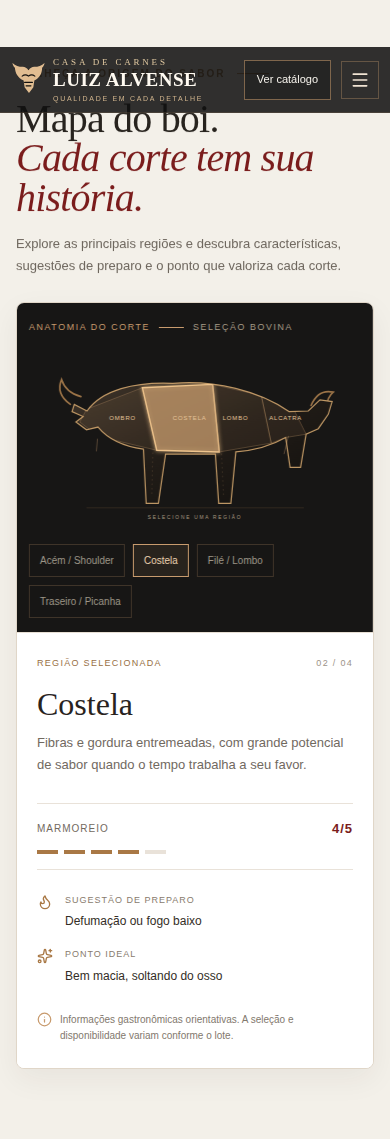 CASA DE CARNES
LUIZ ALVENSE
QUALIDADE EM CADA DETALHE
Ver catálogo
SABOR
Mapa do boi.
Cada corte tem sua
história.
Explore as principais regiões e descubra características,
sugestões de preparo e o ponto que valoriza cada corte.
ANATOMIA DO CORTE — SELEÇÃO BOVINA
OMBRO COSTELA LOMBO ALCATRA
SELECIONE UMA REGIÃO
Acém / Shoulder Costela Filé / Lombo
Traseiro / Picanha
REGIÃO SELECIONADA 02 / 04
Costela
Fibras e gordura entremeadas, com grande potencial
de sabor quando o tempo trabalha a seu favor.
MARMOREIO 4/5
SUGESTÃO DE PREPARO
Defumação ou fogo baixo
PONTO IDEAL
Bem macia, soltando do osso
Informações gastronômicas orientativas. A seleção e
disponibilidade variam conforme o lote.